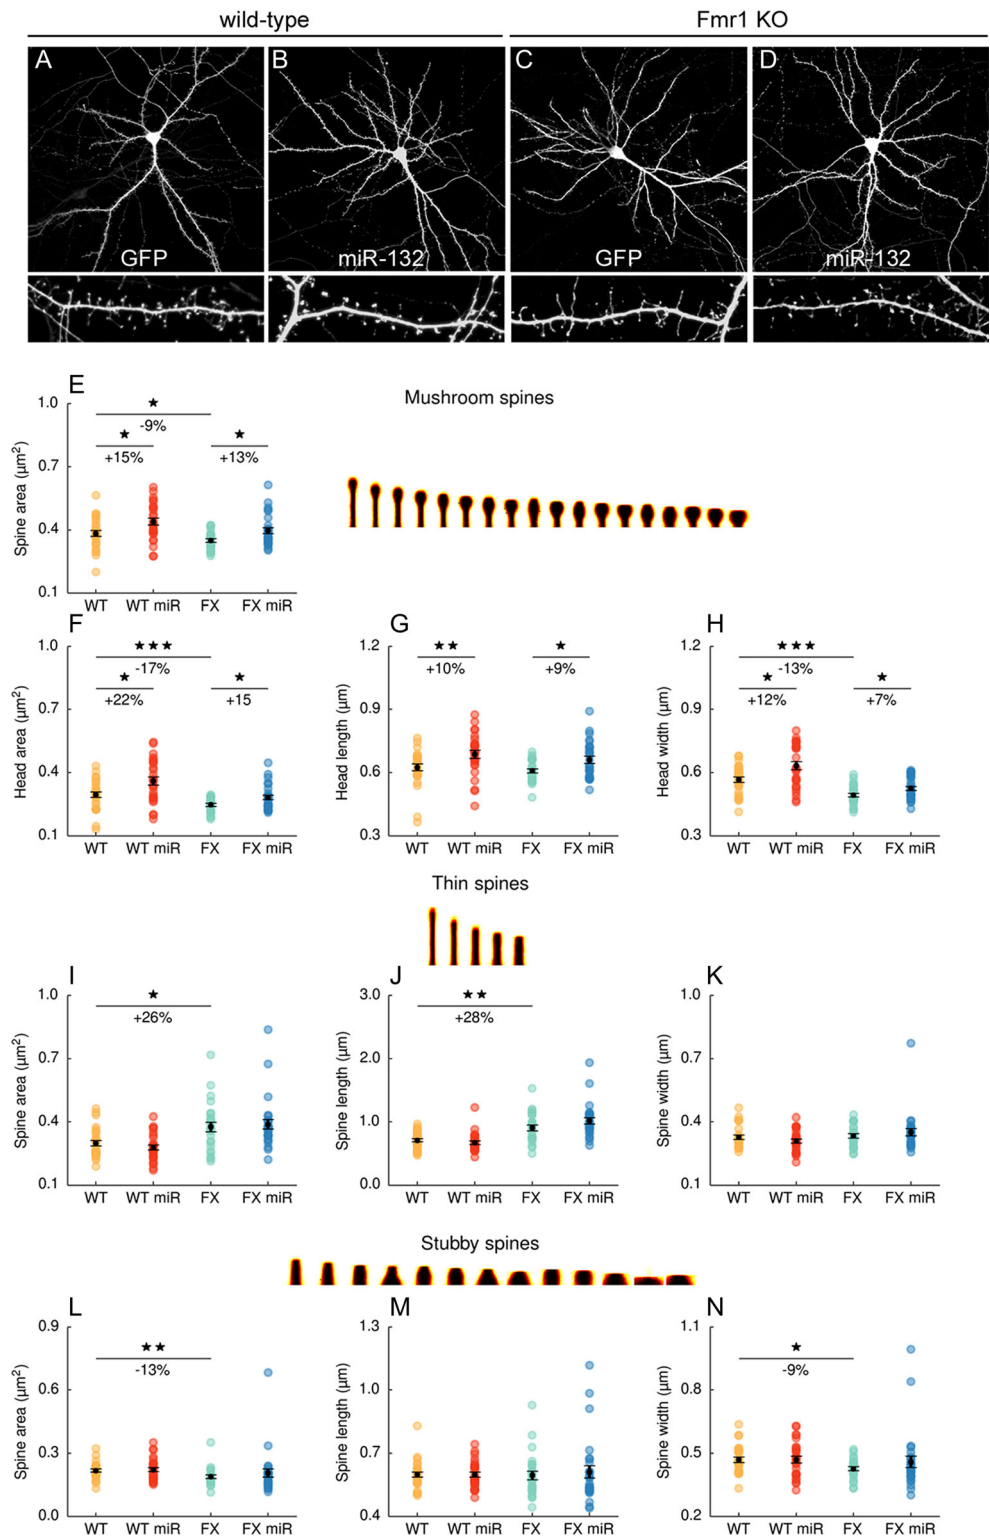 wild-type
Fmr1 KO
A
B
C
D
GFP
miR-132
GFP
miR-132
E
Mushroom spines
Spine area (µm²)
1.0
0.7
0.4
0.1
★
-9%
★
+15%
★
+13%
WT
WT miR
FX
FX miR
F
Head area (µm²)
1.0
0.7
0.4
0.1
★★★
-17%
★
+22%
★
+15
WT
WT miR
FX
FX miR
G
Head length (µm)
1.2
0.9
0.6
0.3
★★
+10%
★
+9%
WT
WT miR
FX
FX miR
H
Head width (µm)
1.2
0.9
0.6
0.3
★★★
-13%
★
+12%
★
+7%
WT
WT miR
FX
FX miR
Thin spines
I
Spine area (µm²)
1.0
0.7
0.4
0.1
★
+26%
WT
WT miR
FX
FX miR
J
Spine length (µm)
3.0
2.0
1.0
0.0
★★
+28%
WT
WT miR
FX
FX miR
K
Spine width (µm)
1.0
0.7
0.4
0.1
WT
WT miR
FX
FX miR
Stubby spines
L
Spine area (µm²)
0.9
0.6
0.3
0.0
★★
-13%
WT
WT miR
FX
FX miR
M
Spine length (µm)
1.3
1.0
0.7
0.4
WT
WT miR
FX
FX miR
N
Spine width (µm)
1.1
0.8
0.5
0.2
★
-9%
WT
WT miR
FX
FX miR